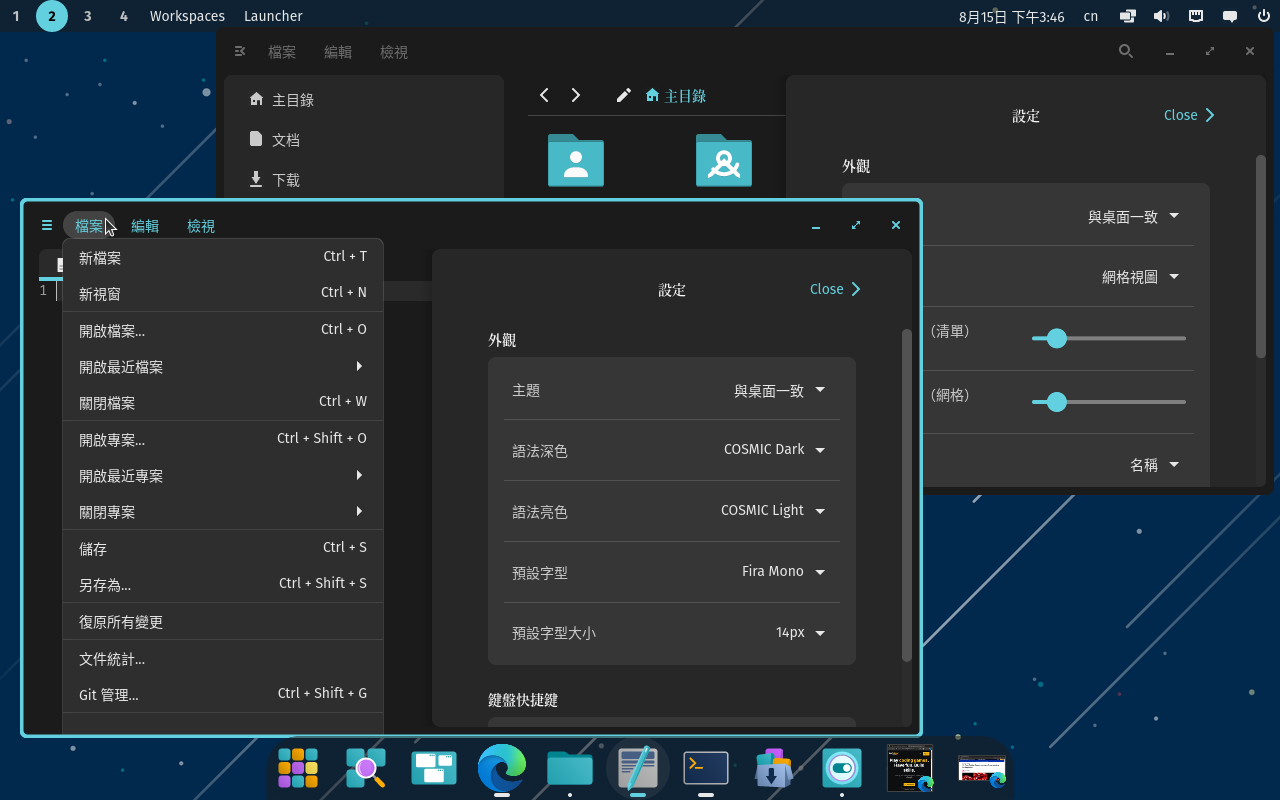 1 2 3 4 Workspaces Launcher 8月15日 下午3:46 cn
檔案 編輯 檢視
主目錄
文档
下载
主目錄
設定 Close
外觀
與桌面一致
網格視圖
（清單）
（網格）
名稱
檔案 編輯 檢視
1
新檔案 Ctrl + T
新視窗 Ctrl + N
開啟檔案... Ctrl + O
開啟最近檔案
關閉檔案 Ctrl + W
開啟專案... Ctrl + Shift + O
開啟最近專案
關閉專案
儲存 Ctrl + S
另存為... Ctrl + Shift + S
復原所有變更
文件統計...
Git 管理... Ctrl + Shift + G
設定 Close
外觀
主題 與桌面一致
語法深色 COSMIC Dark
語法亮色 COSMIC Light
預設字型 Fira Mono
預設字型大小 14px
鍵盤快捷鍵